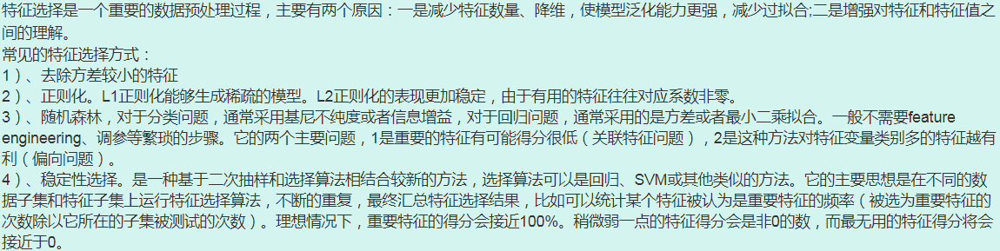 特征选择是一个重要的数据预处理过程，主要有两个原因：一是减少特征数量、降维，使模型泛化能力更强，减少过拟合;二是增强对特征和特征值之
间的理解。
常见的特征选择方式：
1）、去除方差较小的特征
2）、正则化。L1正则化能够生成稀疏的模型。L2正则化的表现更加稳定，由于有用的特征往往对应系数非零。
3）、随机森林，对于分类问题，通常采用基尼不纯度或者信息增益，对于回归问题，通常采用的是方差或者最小二乘拟合。一般不需要feature
engineering、调参等繁琐的步骤。它的两个主要问题，1是重要的特征有可能得分很低（关联特征问题），2是这种方法对特征变量类别多的特征越有
利（偏向问题）。
4）、稳定性选择。是一种基于二次抽样和选择算法相结合较新的方法，选择算法可以是回归、SVM或其他类似的方法。它的主要思想是在不同的数
据子集和特征子集上运行特征选择算法，不断的重复，最终汇总特征选择结果，比如可以统计某个特征被认为是重要特征的频率（被选为重要特征的
次数除以它所在的子集被测试的次数）。理想情况下，重要特征的得分会接近100%。稍微弱一点的特征得分会是非0的数，而最无用的特征得分将会
接近于0。